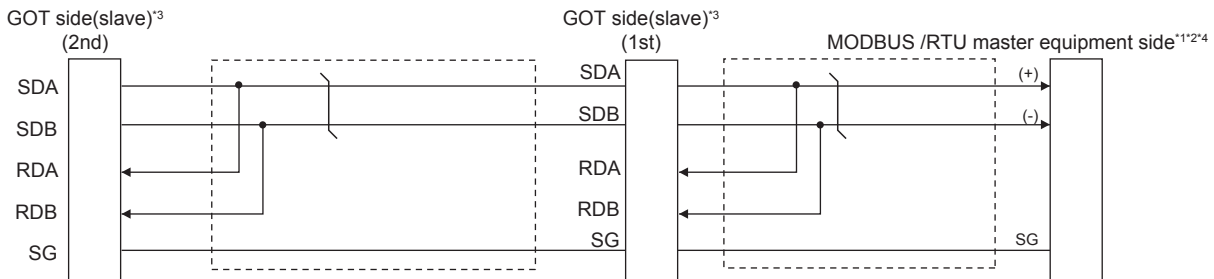 GOT side(slave)*3
(2nd)
GOT side(slave)*3
(1st)
MODBUS /RTU master equipment side*1*2*4
SDA
SDB
RDA
RDB
SG
SDA
SDB
RDA
RDB
SG
(+)
(-)
SG